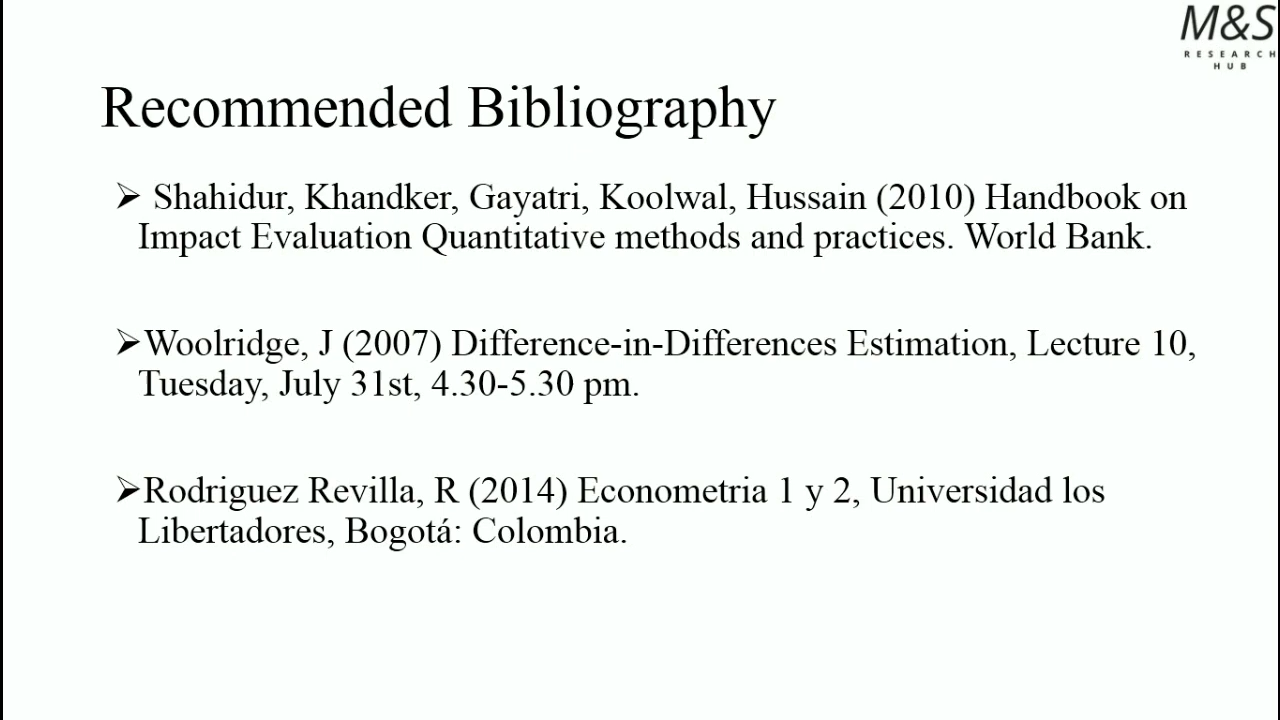 M&S
RESEARCH
HUB
Recommended Bibliography
➢ Shahidur, Khandker, Gayatri, Koolwal, Hussain (2010) Handbook on
Impact Evaluation Quantitative methods and practices. World Bank.
➢Woolridge, J (2007) Difference-in-Differences Estimation, Lecture 10,
Tuesday, July 31st, 4.30-5.30 pm.
➢Rodriguez Revilla, R (2014) Econometria 1 y 2, Universidad los
Libertadores, Bogotá: Colombia.